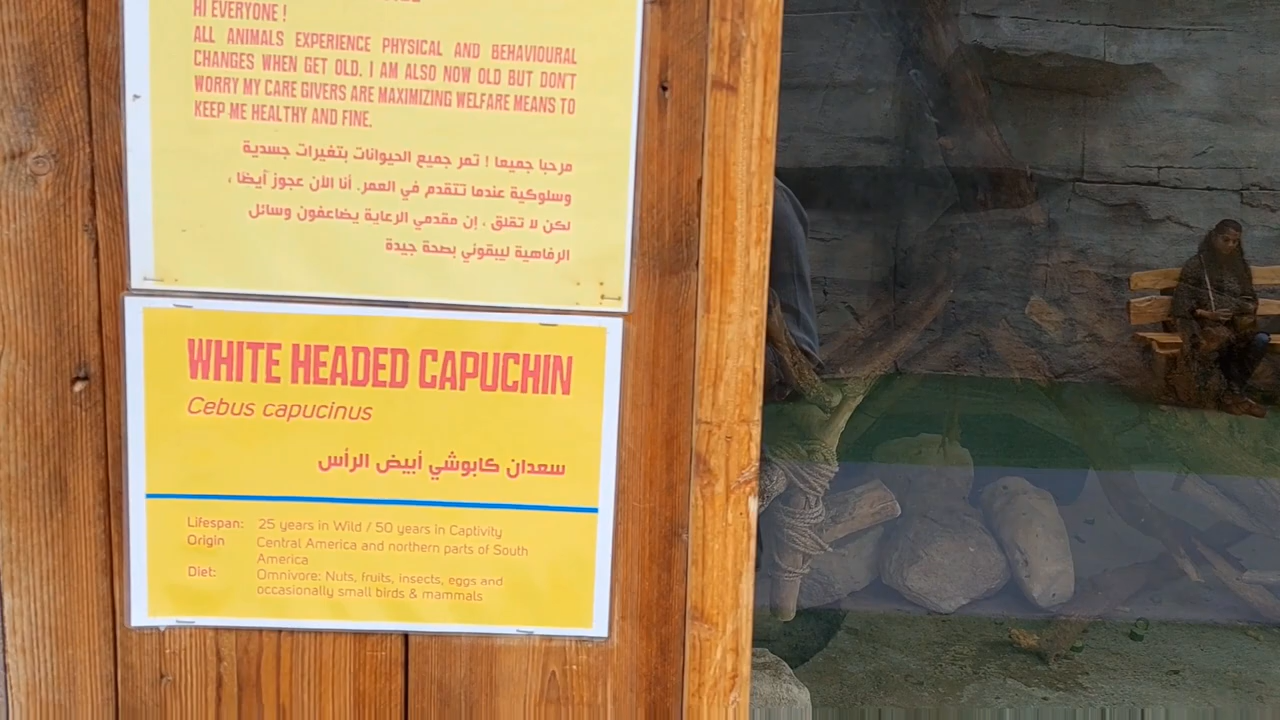 HI EVERYONE !
ALL ANIMALS EXPERIENCE PHYSICAL AND BEHAVIOURAL
CHANGES WHEN GET OLD. I AM ALSO NOW OLD BUT DON'T
WORRY MY CARE GIVERS ARE MAXIMIZING WELFARE MEANS TO
KEEP ME HEALTHY AND FINE.
مرحبا جميعا ! تمر جميع الحيوانات بتغيرات جسدية
وسلوكية عندما تتقدم في العمر. أنا الآن عجوز أيضا ،
لكن لا تقلق ، إن مقدمي الرعاية يضاعفون وسائل
الرفاهية ليبقوني بصحة جيدة
WHITE HEADED CAPUCHIN
Cebus capucinus
سعدان كابوشي أبيض الرأس
Lifespan: 25 years in Wild / 50 years in Captivity
Origin Central America and northern parts of South
America
Diet: Omnivore: Nuts, fruits, insects, eggs and
occasionally small birds & mammals